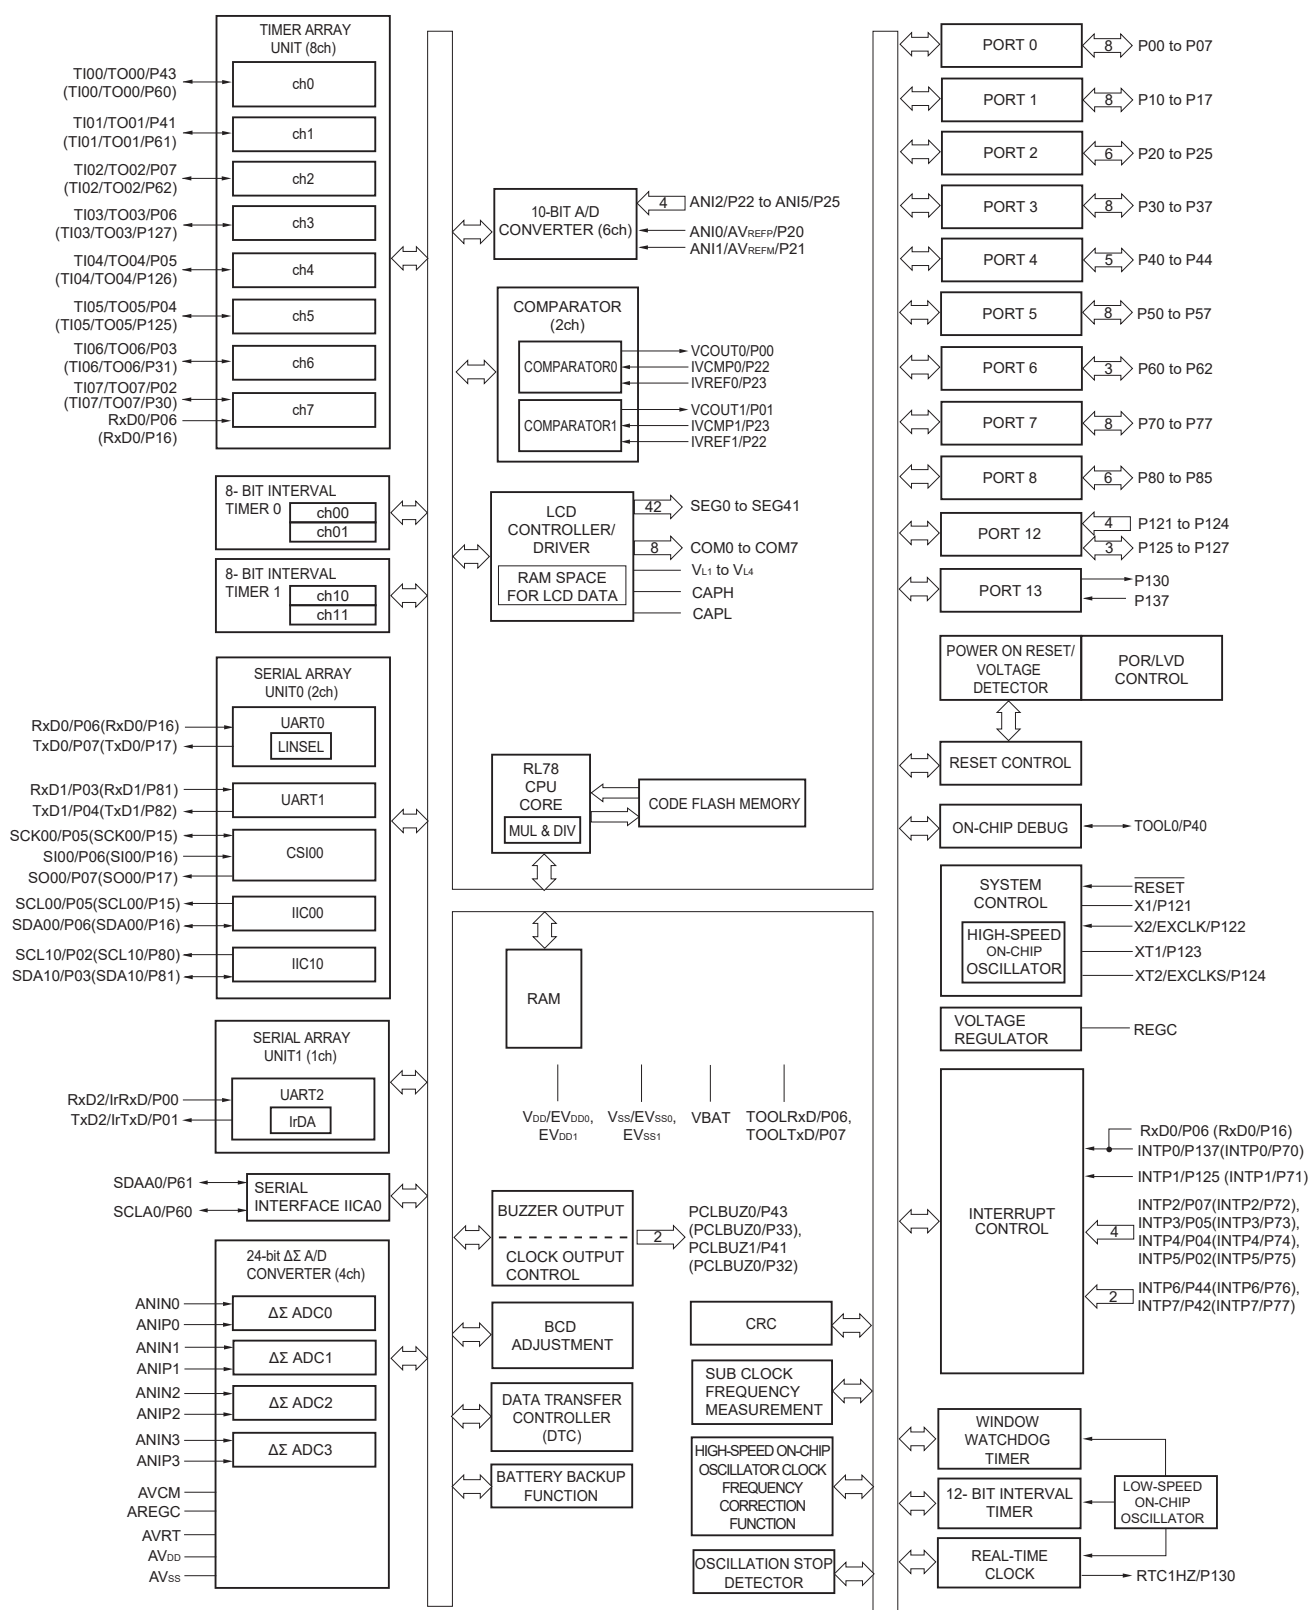 TIMER ARRAY
UNIT (8ch)
TI00/TO00/P43
(TI00/TO00/P60)
ch0
TI01/TO01/P41
(TI01/TO01/P61)
ch1
TI02/TO02/P07
(TI02/TO02/P62)
ch2
TI03/TO03/P06
(TI03/TO03/P127)
ch3
TI04/TO04/P05
(TI04/TO04/P126)
ch4
TI05/TO05/P04
(TI05/TO05/P125)
ch5
TI06/TO06/P03
(TI06/TO06/P31)
ch6
TI07/TO07/P02
(TI07/TO07/P30)
RxD0/P06
(RxD0/P16)
ch7
8- BIT INTERVAL
TIMER 0
ch00
ch01
8- BIT INTERVAL
TIMER 1
ch10
ch11
SERIAL ARRAY
UNIT0 (2ch)
RxD0/P06(RxD0/P16)
TxD0/P07(TxD0/P17)
UART0
LINSEL
RxD1/P03(RxD1/P81)
TxD1/P04(TxD1/P82)
UART1
SCK00/P05(SCK00/P15)
SI00/P06(SI00/P16)
SO00/P07(SO00/P17)
CSI00
SCL00/P05(SCL00/P15)
SDA00/P06(SDA00/P16)
IIC00
SCL10/P02(SCL10/P80)
SDA10/P03(SDA10/P81)
IIC10
SERIAL ARRAY
UNIT1 (1ch)
RxD2/IrRxD/P00
TxD2/IrTxD/P01
UART2
IrDA
SDAA0/P61
SCLA0/P60
SERIAL
INTERFACE IICA0
24-bit ΔΣ A/D
CONVERTER (4ch)
ANIN0
ANIP0
ΔΣ ADC0
ANIN1
ANIP1
ΔΣ ADC1
ANIN2
ANIP2
ΔΣ ADC2
ANIN3
ANIP3
ΔΣ ADC3
AVCM
AREGC
AVRT
AVDD
AVSS
10-BIT A/D
CONVERTER (6ch)
4
ANI2/P22 to ANI5/P25
ANI0/AVREFP/P20
ANI1/AVREFM/P21
COMPARATOR
(2ch)
COMPARATOR0
VCOUT0/P00
IVCMP0/P22
IVREF0/P23
COMPARATOR1
VCOUT1/P01
IVCMP1/P23
IVREF1/P22
LCD
CONTROLLER/
DRIVER
RAM SPACE
FOR LCD DATA
42
SEG0 to SEG41
8
COM0 to COM7
VL1 to VL4
CAPH
CAPL
RL78
CPU
CORE
MUL & DIV
CODE FLASH MEMORY
RAM
VDD/EVDD0,
EVDD1
VSS/EVSS0,
EVSS1
VBAT
TOOLRxD/P06,
TOOLTxD/P07
BUZZER OUTPUT
CLOCK OUTPUT
CONTROL
2
PCLBUZ0/P43
(PCLBUZ0/P33),
PCLBUZ1/P41
(PCLBUZ0/P32)
BCD
ADJUSTMENT
DATA TRANSFER
CONTROLLER
(DTC)
BATTERY BACKUP
FUNCTION
CRC
SUB CLOCK
FREQUENCY
MEASUREMENT
HIGH-SPEED ON-CHIP
OSCILLATOR CLOCK
FREQUENCY
CORRECTION
FUNCTION
OSCILLATION STOP
DETECTOR
PORT 0
8
P00 to P07
PORT 1
8
P10 to P17
PORT 2
6
P20 to P25
PORT 3
8
P30 to P37
PORT 4
5
P40 to P44
PORT 5
8
P50 to P57
PORT 6
3
P60 to P62
PORT 7
8
P70 to P77
PORT 8
6
P80 to P85
PORT 12
4
P121 to P124
3
P125 to P127
PORT 13
P130
P137
POWER ON RESET/
VOLTAGE
DETECTOR
POR/LVD
CONTROL
RESET CONTROL
ON-CHIP DEBUG
TOOL0/P40
SYSTEM
CONTROL
HIGH-SPEED
ON-CHIP
OSCILLATOR
RESET
X1/P121
X2/EXCLK/P122
XT1/P123
XT2/EXCLKS/P124
VOLTAGE
REGULATOR
REGC
INTERRUPT
CONTROL
RxD0/P06 (RxD0/P16)
INTP0/P137(INTP0/P70)
INTP1/P125 (INTP1/P71)
4
INTP2/P07(INTP2/P72),
INTP3/P05(INTP3/P73),
INTP4/P04(INTP4/P74),
INTP5/P02(INTP5/P75)
2
INTP6/P44(INTP6/P76),
INTP7/P42(INTP7/P77)
WINDOW
WATCHDOG
TIMER
12- BIT INTERVAL
TIMER
LOW-SPEED
ON-CHIP
OSCILLATOR
REAL-TIME
CLOCK
RTC1HZ/P130